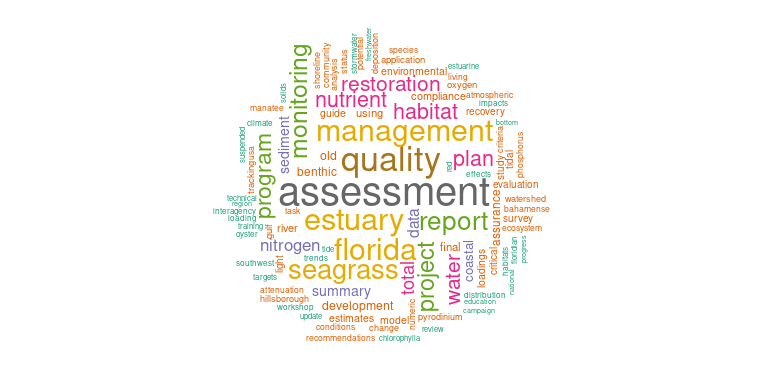 species
freshwater
stormwater
potential
deposition
status
community
analysis
shoreline
application
environmental
estuarine
living
oxygen
monitoring
restoration
solids
nutrient
compliance
atmospheric
impacts
manatee
guide
using
habitat
recovery
climate
management
bottom
suspended
sediment
criteria
study
tidal
phosphorus
old
quality
red
plan
trackingusa
program
benthic
effects
evaluation
assessment
technical
region
watershed
interagency
task
bahamense
loading
estuary
data
report
assurance
survey
training
gulf
river
ecosystem
oyster
nitrogen
tide
florida
final
coastal
critical
habitats
floridian
progress
southwest
light
trends
seagrass
total
project
water
loadings
national
targets
attenuation
summary
distribution
hillsborough
education
workshop
development
campaign
update
estimates
model
numeric
pyrodinium
conditions
change
review
recommendations
chlorophylla